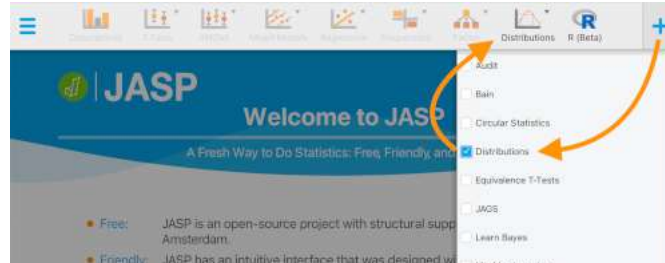 Descriptives T-Tests ANOVA Mixed Models Regression Frequencies Factor Distributions R (Beta)
JASP
Welcome to JASP
A Fresh Way to Do Statistics: Free, Friendly, and
Free: JASP is an open-source project with structural supp
Amsterdam.
Friendly: JASP has an intuitive interface that was designed wi
Audit
Bain
Circular Statistics
Distributions
Equivalence T-Tests
JAGS
Learn Bayes